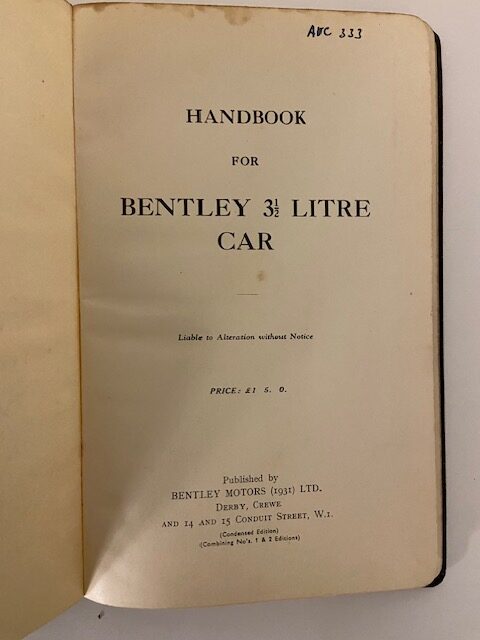 AUC 333
HANDBOOK
FOR
BENTLEY 3½ LITRE
CAR
Liable to Alteration without Notice
PRICE: £1 5. 0.
Published by
BENTLEY MOTORS (1931) LTD.
DERBY, CREWE
AND 14 AND 15 CONDUIT STREET, W.1.
(Condensed Edition)
(Combining No's. 1 & 2 Editions)